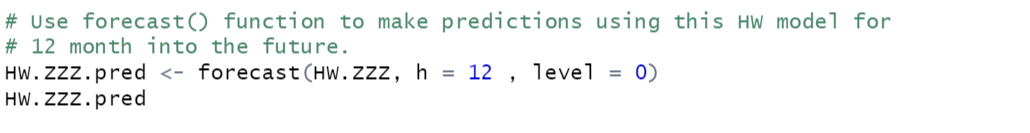 # Use forecast() function to make predictions using this HW model for
# 12 month into the future.
HW.ZZZ.pred <- forecast(HW.ZZZ, h = 12 , level = 0)
HW.ZZZ.pred